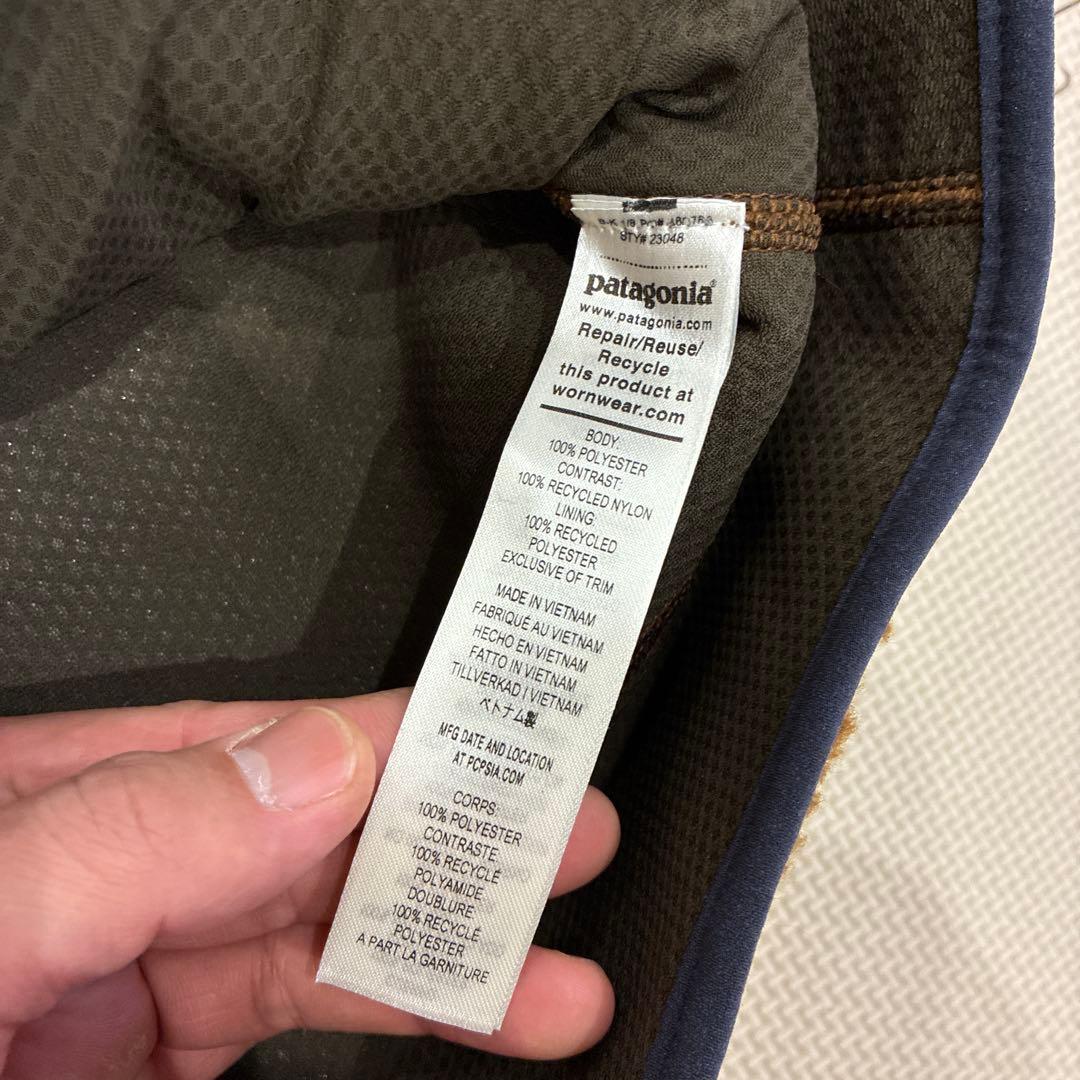 STY# 23048
patagonia®
www.patagonia.com
Repair/Reuse/
Recycle
this product at
wornwear.com
BODY:
100% POLYESTER
CONTRAST:
100% RECYCLED NYLON
LINING:
100% RECYCLED
POLYESTER
EXCLUSIVE OF TRIM
MADE IN VIETNAM
FABRIQUÉ AU VIETNAM
HECHO EN VIETNAM
FATTO IN VIETNAM
TILLVERKAD I VIETNAM
ベトナム製
MFG DATE AND LOCATION
AT PCPSIA.COM
CORPS:
100% POLYESTER
CONTRASTE:
100% RECYCLÉ
POLYAMIDE
DOUBLURE:
100% RECYCLÉ
POLYESTER
A PART LA GARNITURE